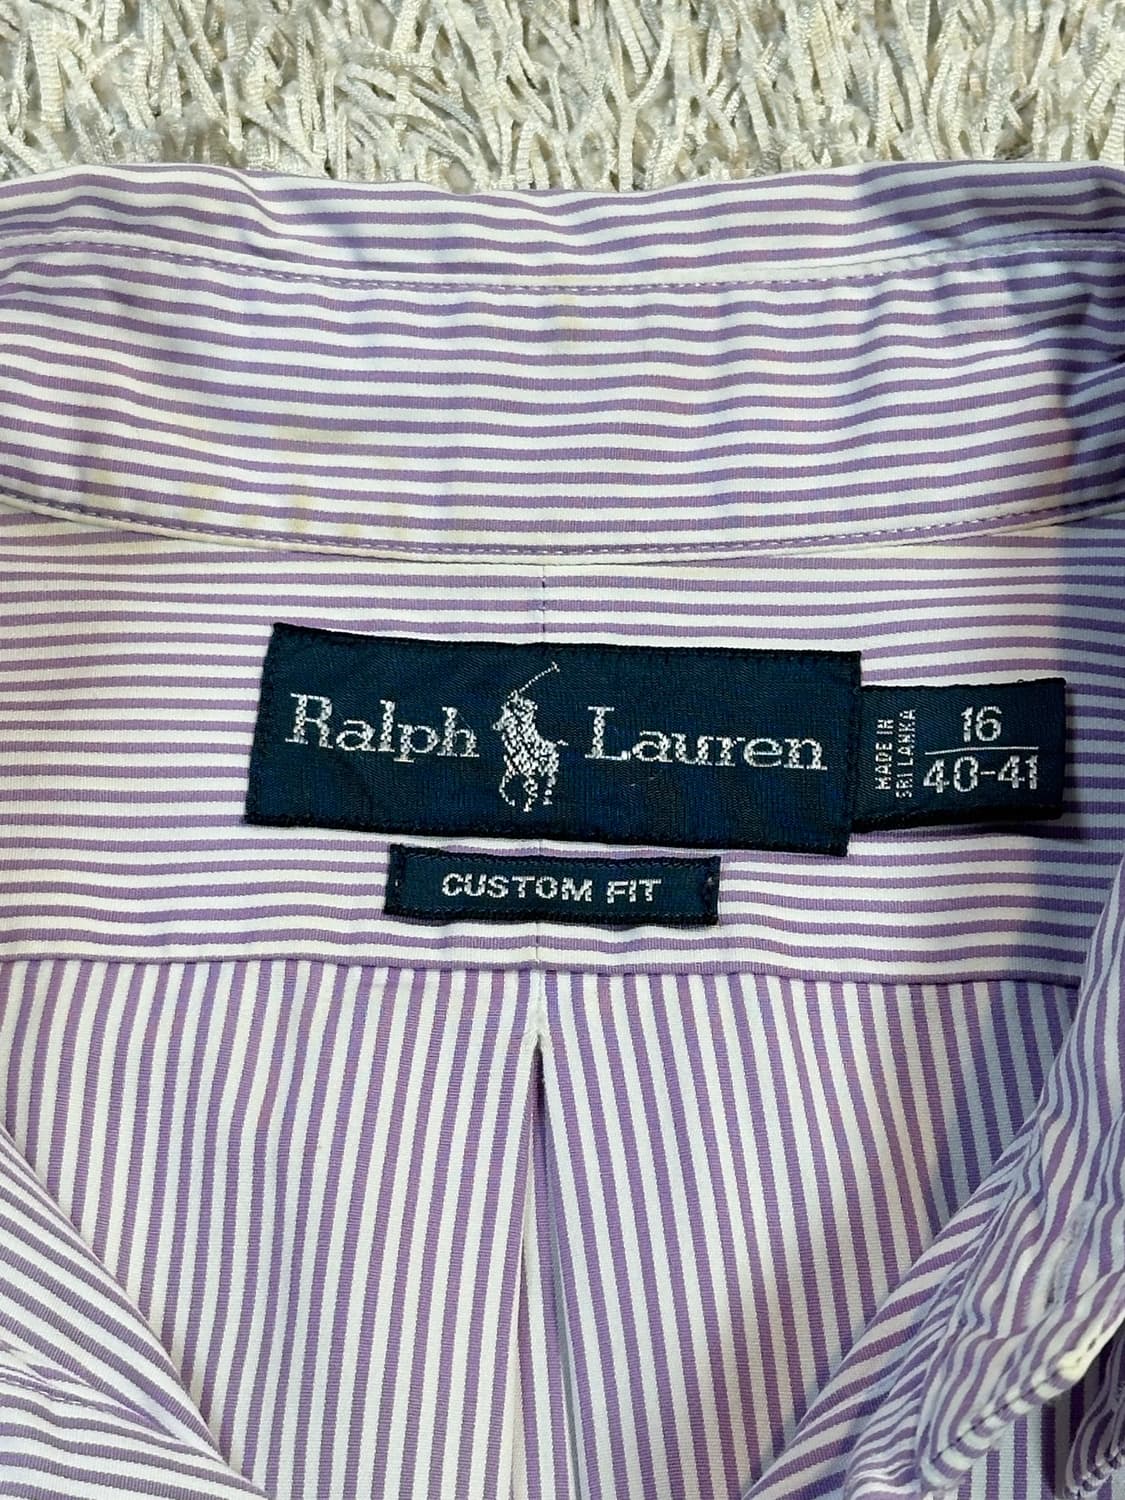 Ralph Lauren
MADE IN
SRI LANKA
16
40-41
CUSTOM FIT